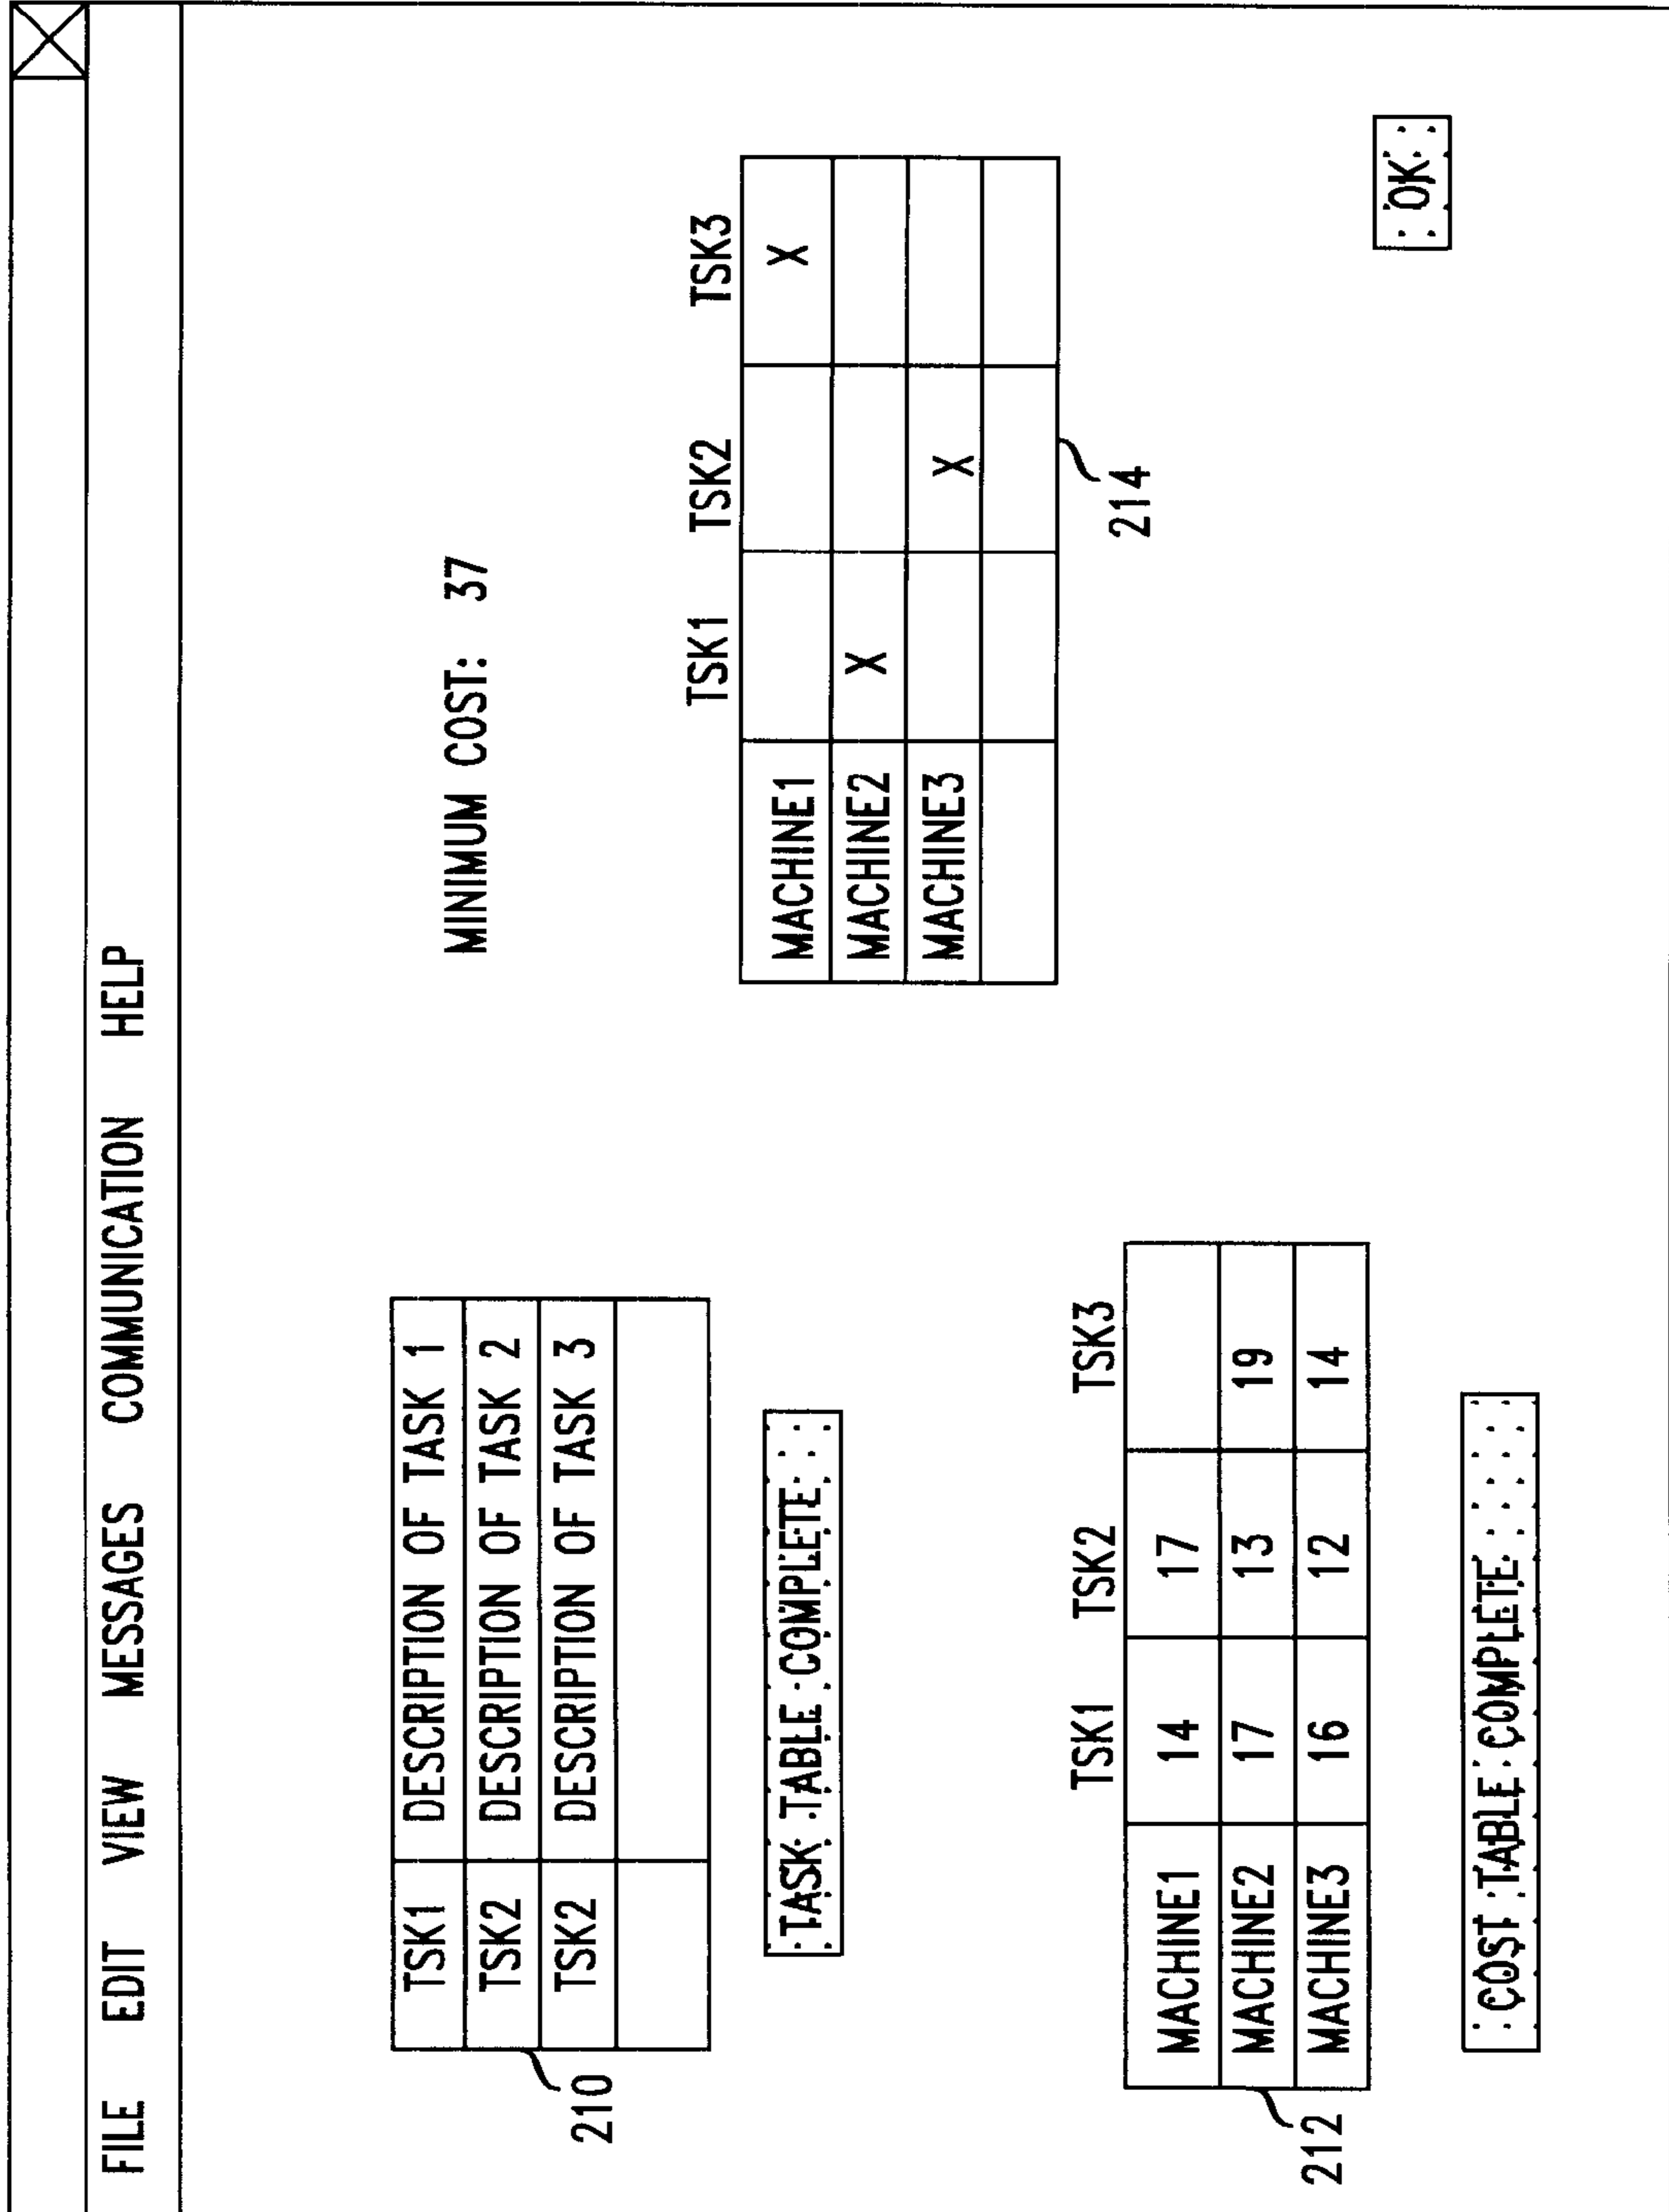 FILE EDIT VIEW MESSAGES COMMUNICATION HELP
TSK1 DESCRIPTION OF TASK 1
TSK2 DESCRIPTION OF TASK 2
TSK2 DESCRIPTION OF TASK 3
210
TASK TABLE COMPLETE
TSK1 TSK2 TSK3
MACHINE1 14 17
MACHINE2 17 13 19
MACHINE3 16 12 14
212
COST TABLE COMPLETE
MINIMUM COST: 37
TSK1 TSK2 TSK3
MACHINE1 X
MACHINE2 X
MACHINE3 X
214
OK